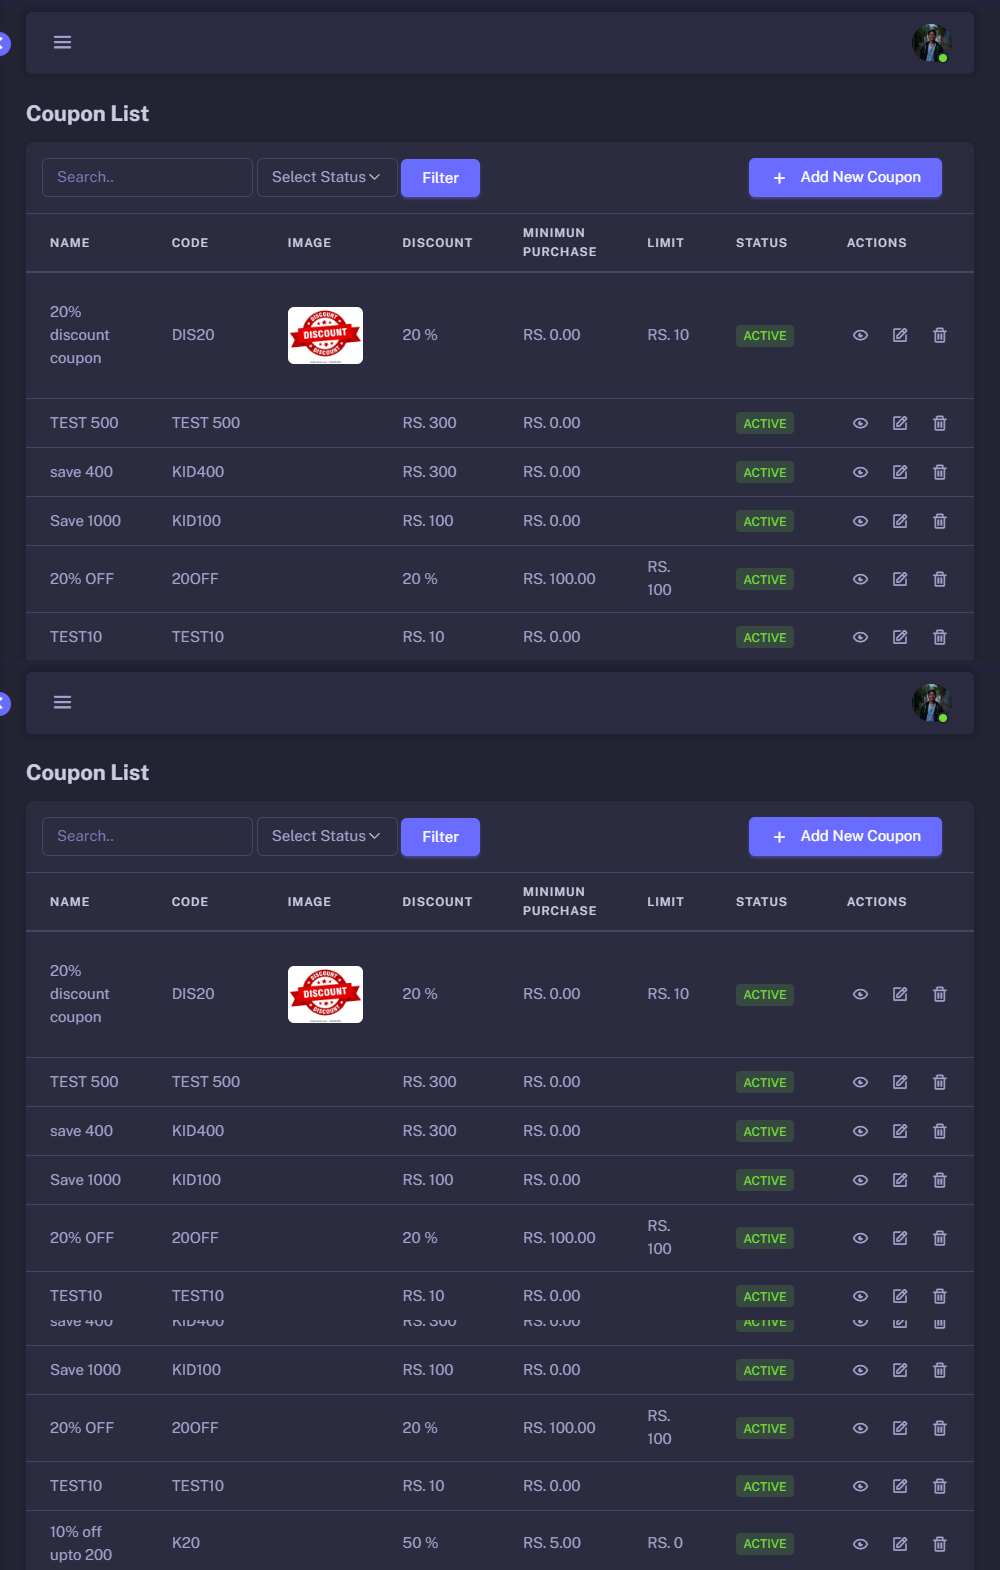 Coupon List
Search.. Select Status Filter + Add New Coupon
NAME CODE IMAGE DISCOUNT MINIMUN PURCHASE LIMIT STATUS ACTIONS
20% discount coupon DIS20 DISCOUNT DISCOUNT DISCOUNT 20 % RS. 0.00 RS. 10 ACTIVE
TEST 500 TEST 500 RS. 300 RS. 0.00 ACTIVE
save 400 KID400 RS. 300 RS. 0.00 ACTIVE
Save 1000 KID100 RS. 100 RS. 0.00 ACTIVE
20% OFF 20OFF 20 % RS. 100.00 RS. 100 ACTIVE
TEST10 TEST10 RS. 10 RS. 0.00 ACTIVE
Coupon List
Search.. Select Status Filter + Add New Coupon
NAME CODE IMAGE DISCOUNT MINIMUN PURCHASE LIMIT STATUS ACTIONS
20% discount coupon DIS20 DISCOUNT DISCOUNT DISCOUNT 20 % RS. 0.00 RS. 10 ACTIVE
TEST 500 TEST 500 RS. 300 RS. 0.00 ACTIVE
save 400 KID400 RS. 300 RS. 0.00 ACTIVE
Save 1000 KID100 RS. 100 RS. 0.00 ACTIVE
20% OFF 20OFF 20 % RS. 100.00 RS. 100 ACTIVE
TEST10 TEST10 RS. 10 RS. 0.00 ACTIVE
save 400 KID400 RS. 300 RS. 0.00 ACTIVE
Save 1000 KID100 RS. 100 RS. 0.00 ACTIVE
20% OFF 20OFF 20 % RS. 100.00 RS. 100 ACTIVE
TEST10 TEST10 RS. 10 RS. 0.00 ACTIVE
10% off upto 200 K20 50 % RS. 5.00 RS. 0 ACTIVE